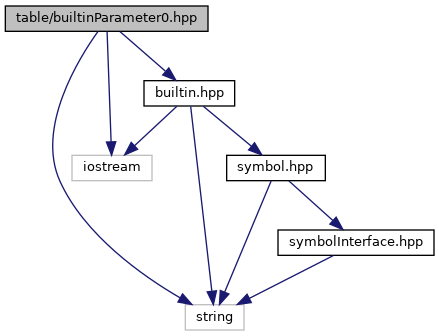 table/builtinParameter0.hpp
builtin.hpp
iostream
symbol.hpp
symbolInterface.hpp
string